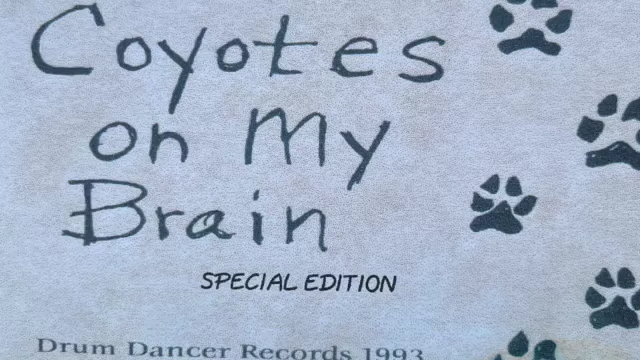 Coyotes
on My
Brain
SPECIAL EDITION
Drum Dancer Records 1993